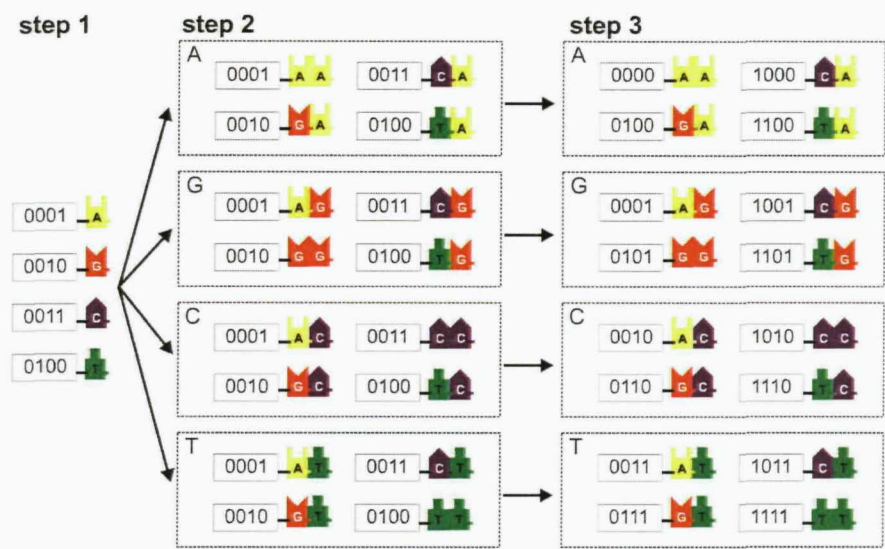 step 1
step 2
step 3
0001 A
0010 G
0011 C
0100 T
A
0001 A A 0011 C A
0010 G A 0100 T A
G
0001 A G 0011 C G
0010 G G 0100 T G
C
0001 A C 0011 C C
0010 G C 0100 T C
T
0001 A T 0011 C T
0010 G T 0100 T T
A
0000 A A 1000 C A
0100 G A 1100 T A
G
0001 A G 1001 C G
0101 G G 1101 T G
C
0010 A C 1010 C C
0110 G C 1110 T C
T
0011 A T 1011 C T
0111 G T 1111 T T